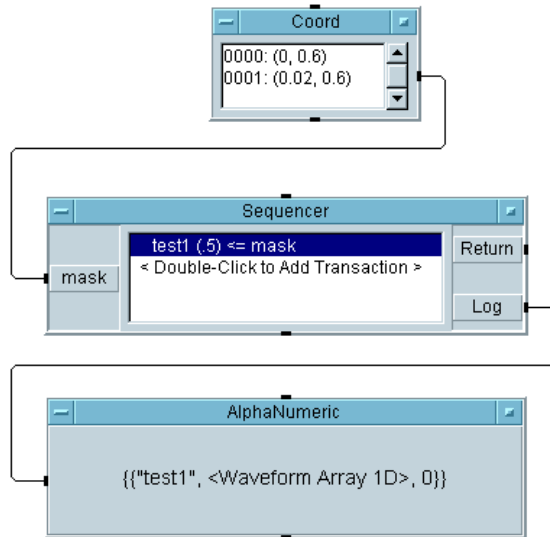 Coord
0000: (0, 0.6)
0001: (0.02, 0.6)
Sequencer
mask
test1 (.5) <= mask
< Double-Click to Add Transaction >
Return
Log
AlphaNumeric
{{"test1", <Waveform Array 1D>, 0}}